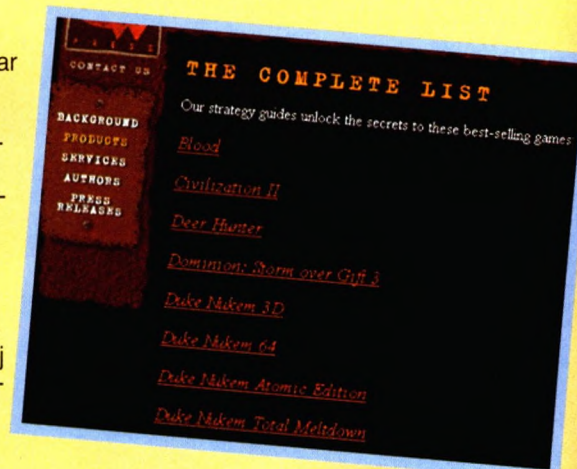 ar
j
P R E S S
CONTACT US
BACKGROUND
PRODUCTS
SERVICES
AUTHORS
PRESS
RELEASES
THE COMPLETE LIST
Our strategy guides unlock the secrets to these best-selling games
Blood
Civilization II
Deer Hunter
Dominion: Storm over Gift 3
Duke Nukem 3D
Duke Nukem 64
Duke Nukem Atomic Edition
Duke Nukem Total Meltdown